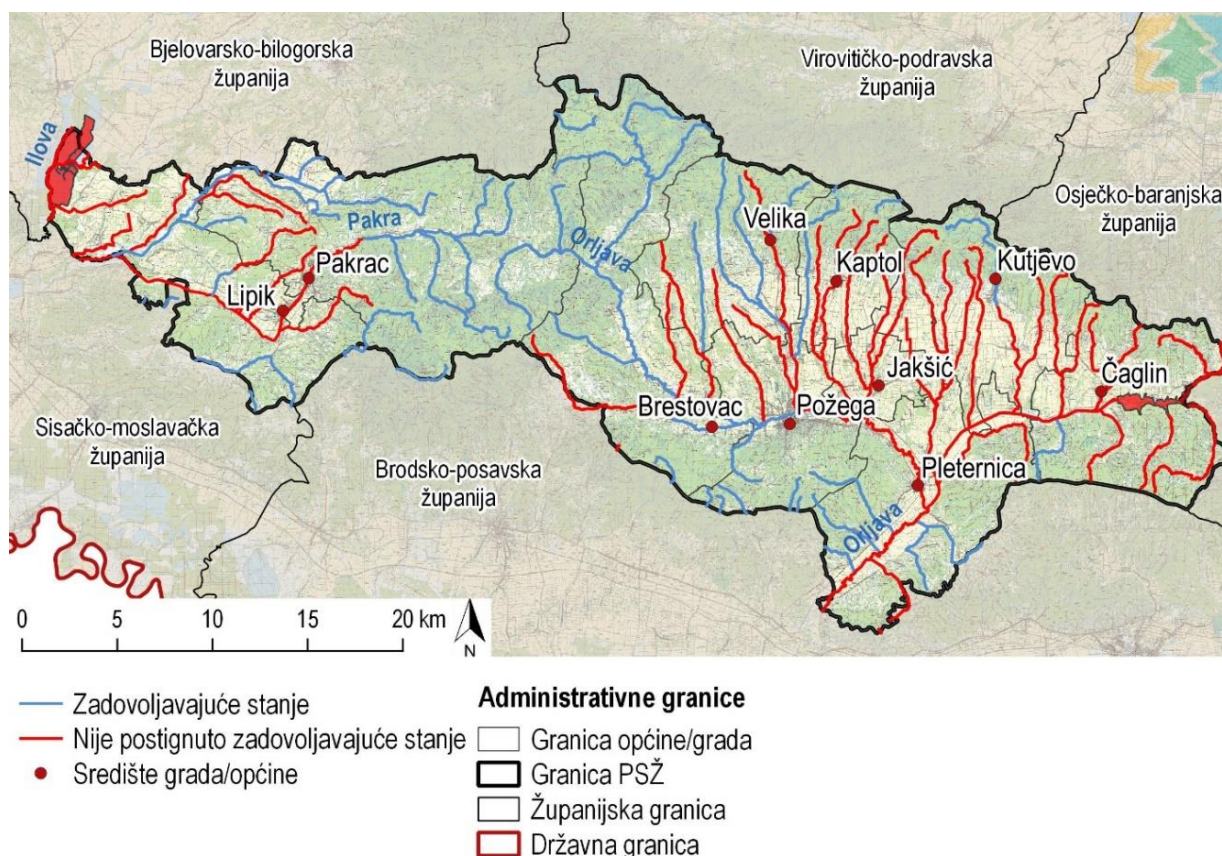 Bjelovarsko-bilogorska
županija
Virovitičko-podravska
županija
Osječko-baranjska
županija
Ilova
Pakra
Orljava
Velika
Kaptol
Kutjevo
Pakrac
Lipik
Jakšić
Čaglin
Brestovac
Požega
Pleternica
Sisačko-moslavačka
županija
Brodsko-posavska
županija
Orljava
0 5 10 15 20 km
N
Zadovoljavajuće stanje
Nije postignuto zadovoljavajuće stanje
Središte grada/općine
Administrativne granice
Granica općine/grada
Granica PSŽ
Županijska granica
Državna granica